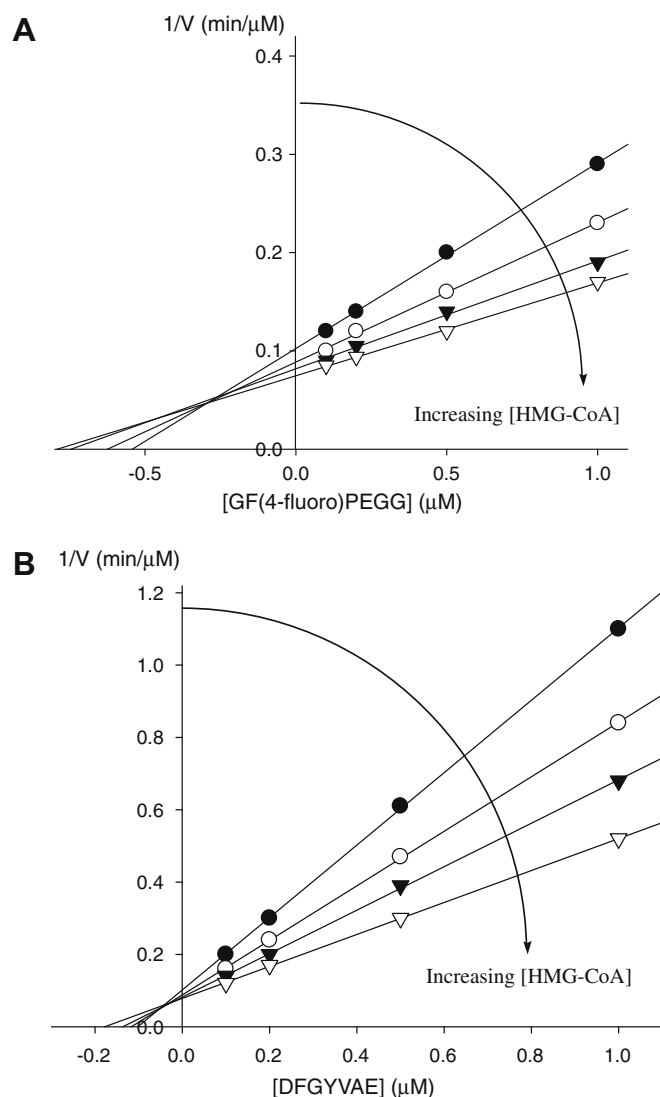 A
1/V (min/μM)
0.4
0.3
0.2
0.1
Increasing [HMG-CoA]
0.0
-0.5
0.0
0.5
1.0
[GF(4-fluoro)PEGG] (μM)
B
1/V (min/μM)
1.2
1.0
0.8
0.6
0.4
0.2
Increasing [HMG-CoA]
0.0
-0.2
0.0
0.2
0.4
0.6
0.8
1.0
[DFGYVAE] (μM)